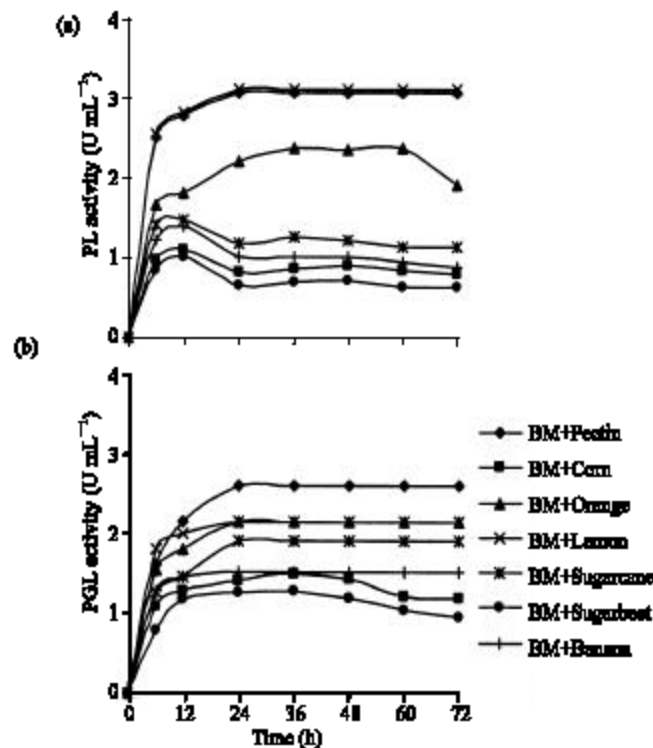 (a)
4
3
2
1
0
PL activity (U mL⁻¹)
(b)
4
3
2
1
0
PGL activity (U mL⁻¹)
0 12 24 36 48 60 72
Time (h)
BM+Pectin
BM+Corn
BM+Orange
BM+Lemon
BM+Sugarcane
BM+Sugarbeet
BM+Banana